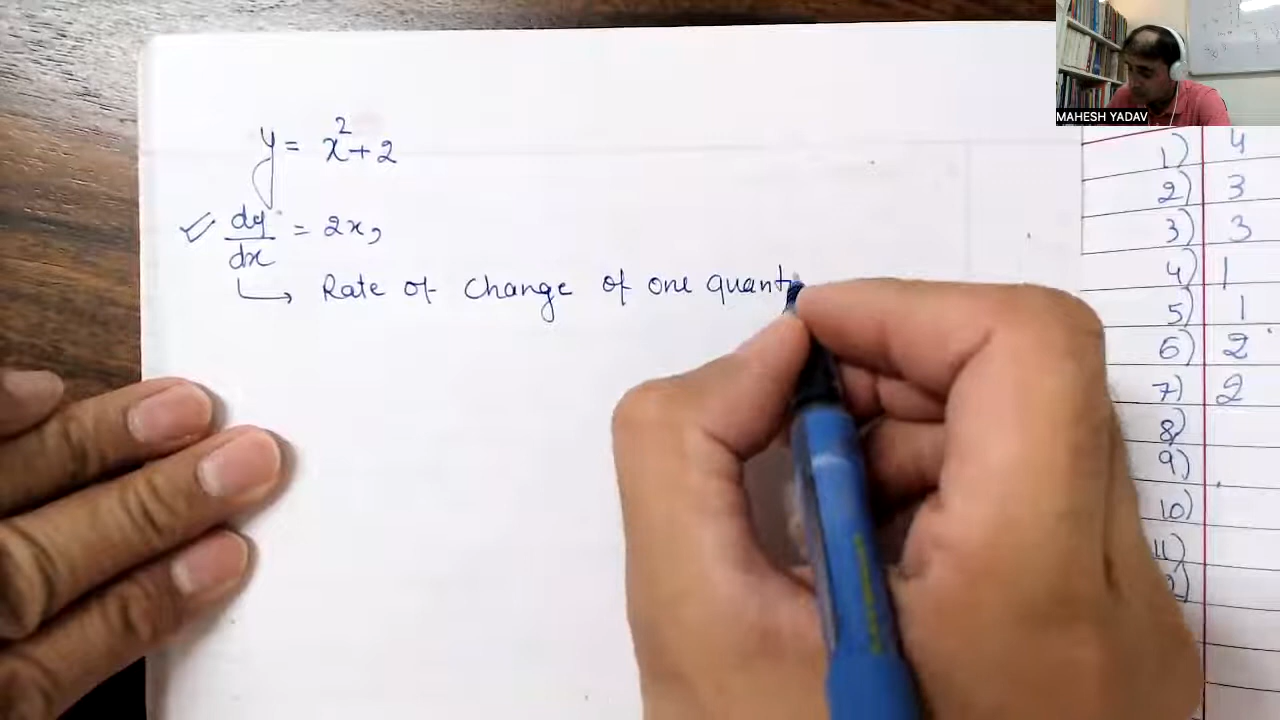 y = x² + 2
dy/dx = 2x,
Rate of change of one quanti
MAHESH YADAV
1) 4
2) 3
3) 3
4) 1
5) 1
6) 2
7) 2
8)
9)
10)
11)